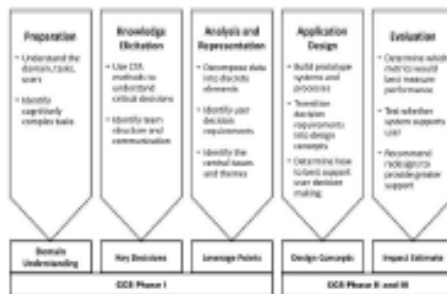 Preparation
Understand the
domain, tasks,
users
Identify
cognitively
complex tasks
Domain
Understanding
Knowledge
Elicitation
Use CTA
methods to
understand
critical decisions
Identify team
structure and
communication
Key Decisions
Analysis and
Representation
Decompose data
into discrete
elements
Identify user
decision
requirements
Identify the
central issues
and themes
Leverage Points
Application
Design
Build prototype
systems and
processes
Transition
decision
requirements
into design
concepts
Determine how
to best support
user decision
making
Design Concepts
Evaluation
Determine which
metrics would
best measure
performance
Test whether
system supports
user
Recommend
redesign to
provide greater
support
Impact Estimate
Phase I
Phase II and III